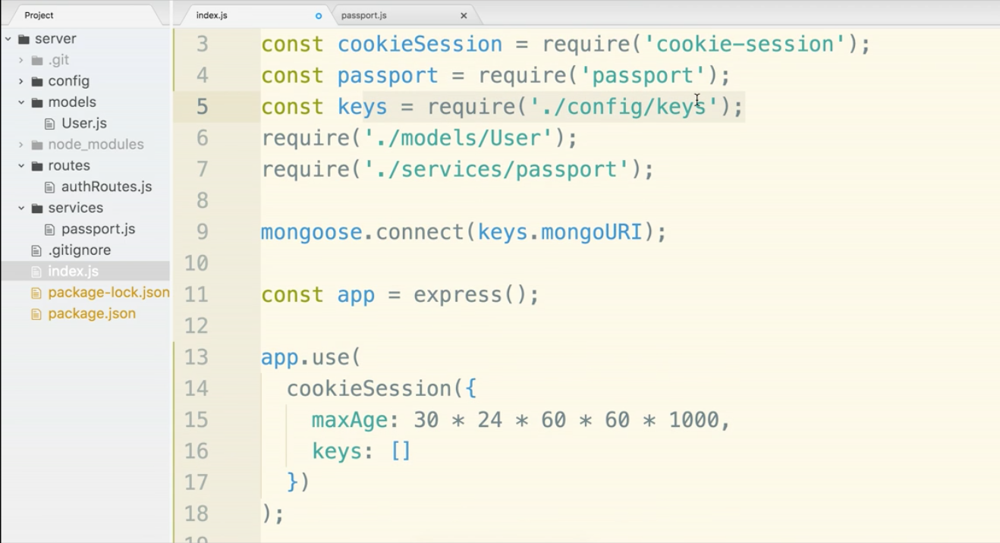 Project
server
.git
config
models
User.js
node_modules
routes
authRoutes.js
services
passport.js
.gitignore
index.js
package-lock.json
package.json
index.js
passport.js
3 const cookieSession = require('cookie-session');
4 const passport = require('passport');
5 const keys = require('./config/keys');
6 require('./models/User');
7 require('./services/passport');
8
9 mongoose.connect(keys.mongoURI);
10
11 const app = express();
12
13 app.use(
14 cookieSession({
15 maxAge: 30 * 24 * 60 * 60 * 1000,
16 keys: []
17 })
18 );